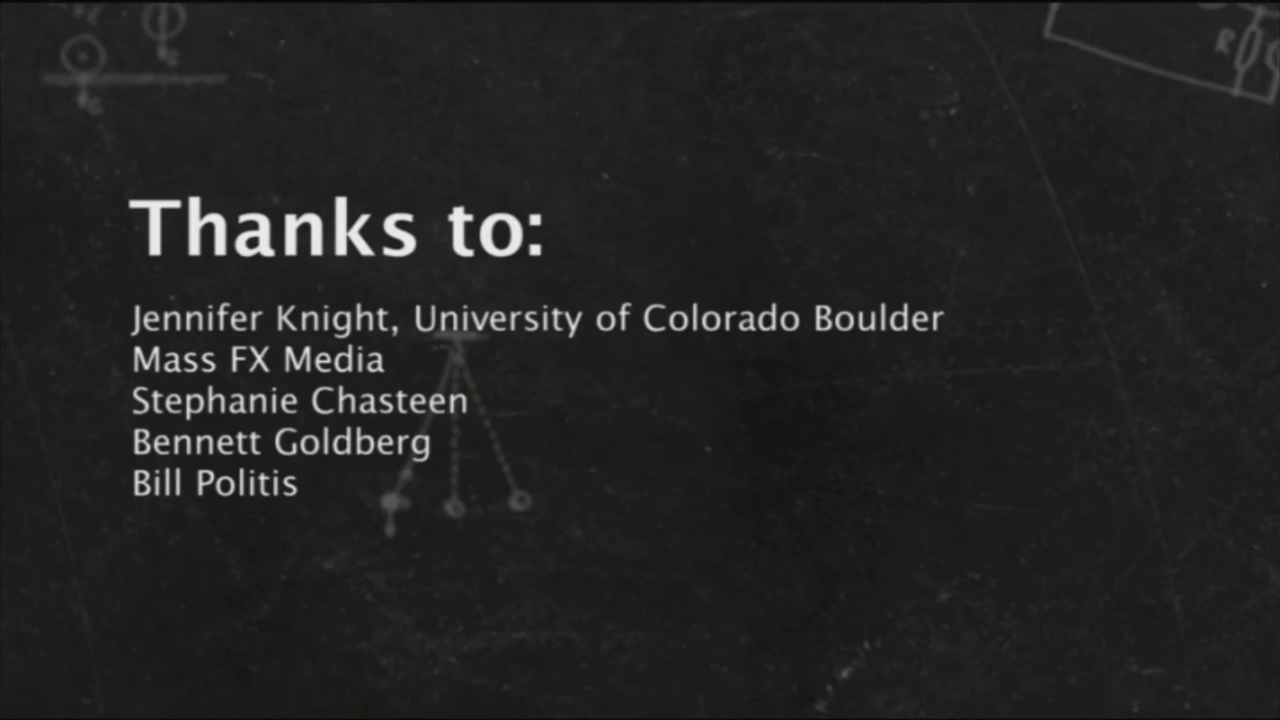 Thanks to:
Jennifer Knight, University of Colorado Boulder
Mass FX Media
Stephanie Chasteen
Bennett Goldberg
Bill Politis
R